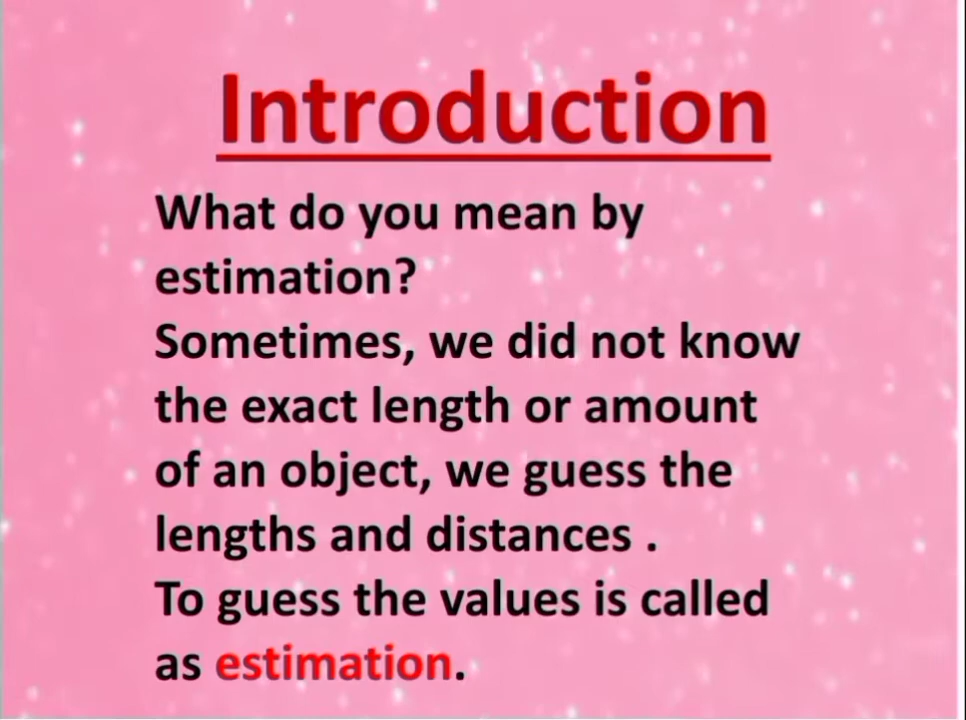 Introduction
What do you mean by
estimation?
Sometimes, we did not know
the exact length or amount
of an object, we guess the
lengths and distances .
To guess the values is called
as estimation.